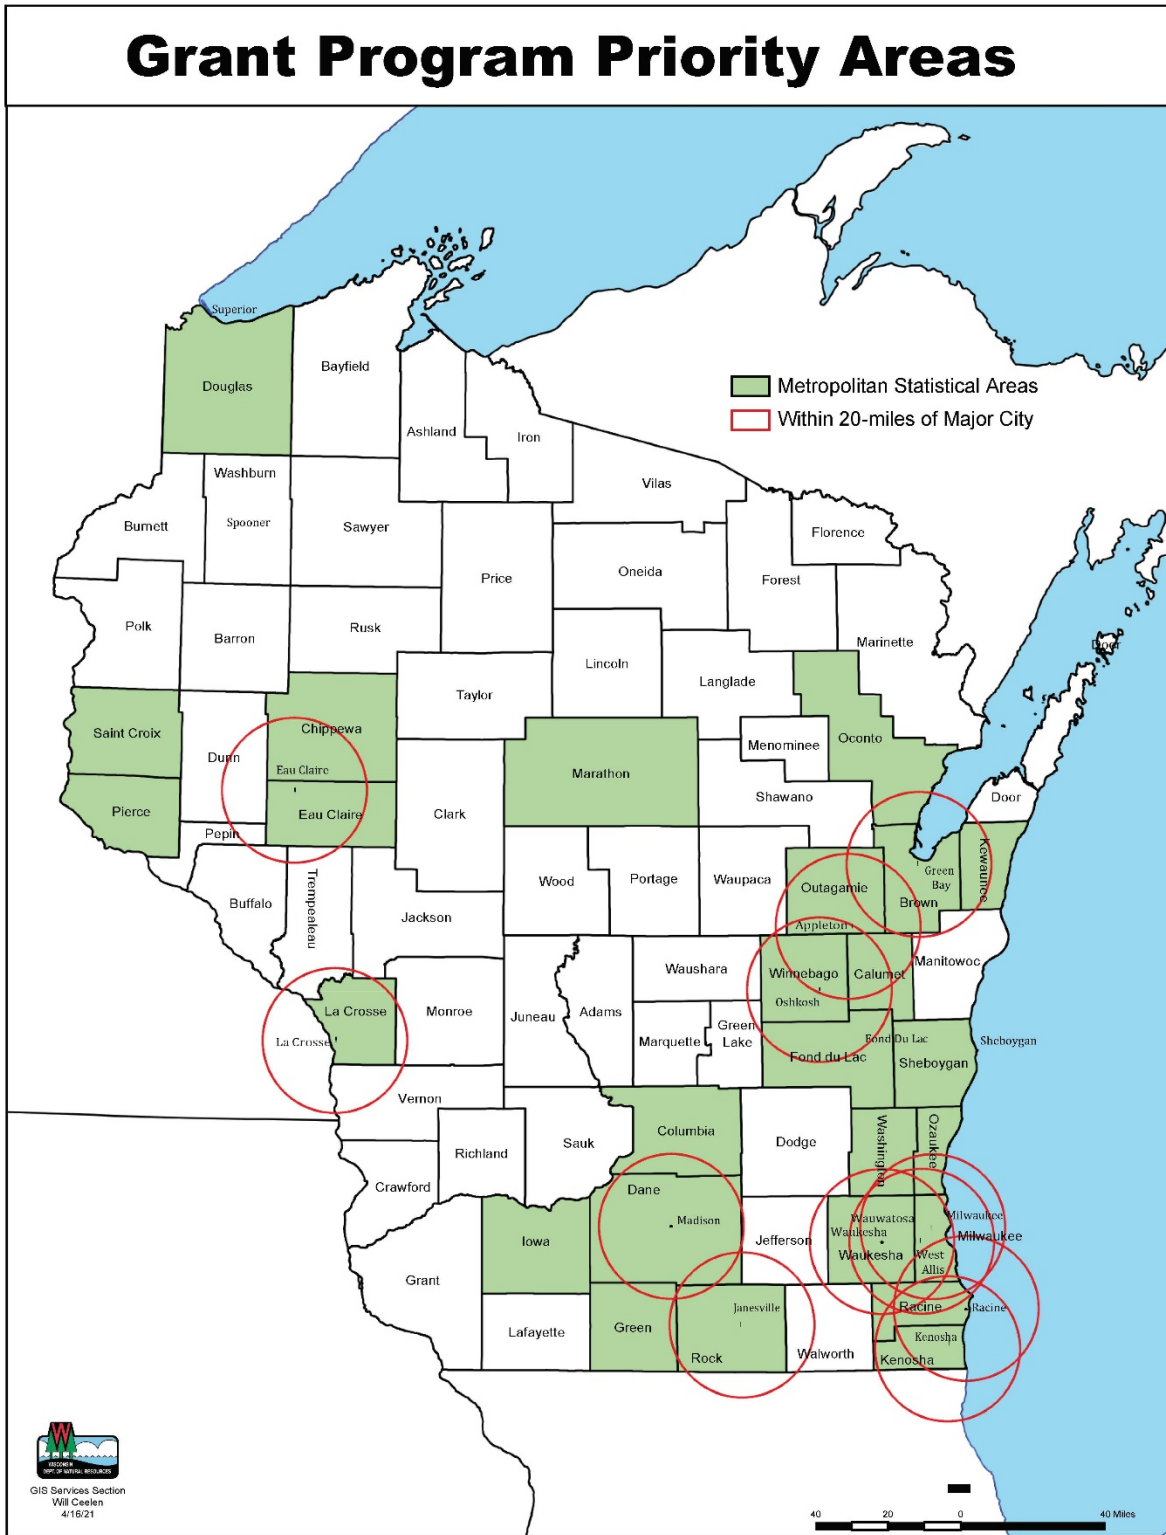 Grant Program Priority Areas
Superior
Bayfield
Douglas
Metropolitan Statistical Areas
Within 20-miles of Major City
Ashland
Iron
Washburn
Vilas
Burnett
Spooner
Sawyer
Florence
Price
Oneida
Forest
Polk
Barron
Rusk
Marinette
Door
Lincoln
Langlade
Taylor
Saint Croix
Chippewa
Dunn
Menominee
Oconto
Eau Claire
Marathon
Shawano
Door
Pierce
Eau Claire
Clark
Pepin
Kewaunee
Green
Bay
Wood
Portage
Waupaca
Outagamie
Brown
Trempealeau
Buffalo
Jackson
Appleton
Manitowoc
Waushara
Winnebago
Calumet
La Crosse
Monroe
Juneau
Adams
Oshkosh
La Crosse
Marquette
Green
Lake
Fond Du Lac
Sheboygan
Fond du Lac
Sheboygan
Vernon
Columbia
Dodge
Washington
Ozaukee
Richland
Sauk
Crawford
Dane
Madison
Wauwatosa
Milwaukee
Waukesha
Milwaukee
Iowa
Jefferson
Waukesha
West
Allis
Grant
Janesville
Racine
Racine
Lafayette
Green
Kenosha
Rock
Walworth
Kenosha
W
WISCONSIN
DEPT. OF NATURAL RESOURCES
GIS Services Section
Will Ceelen
4/16/21
40 20 0 40 Miles